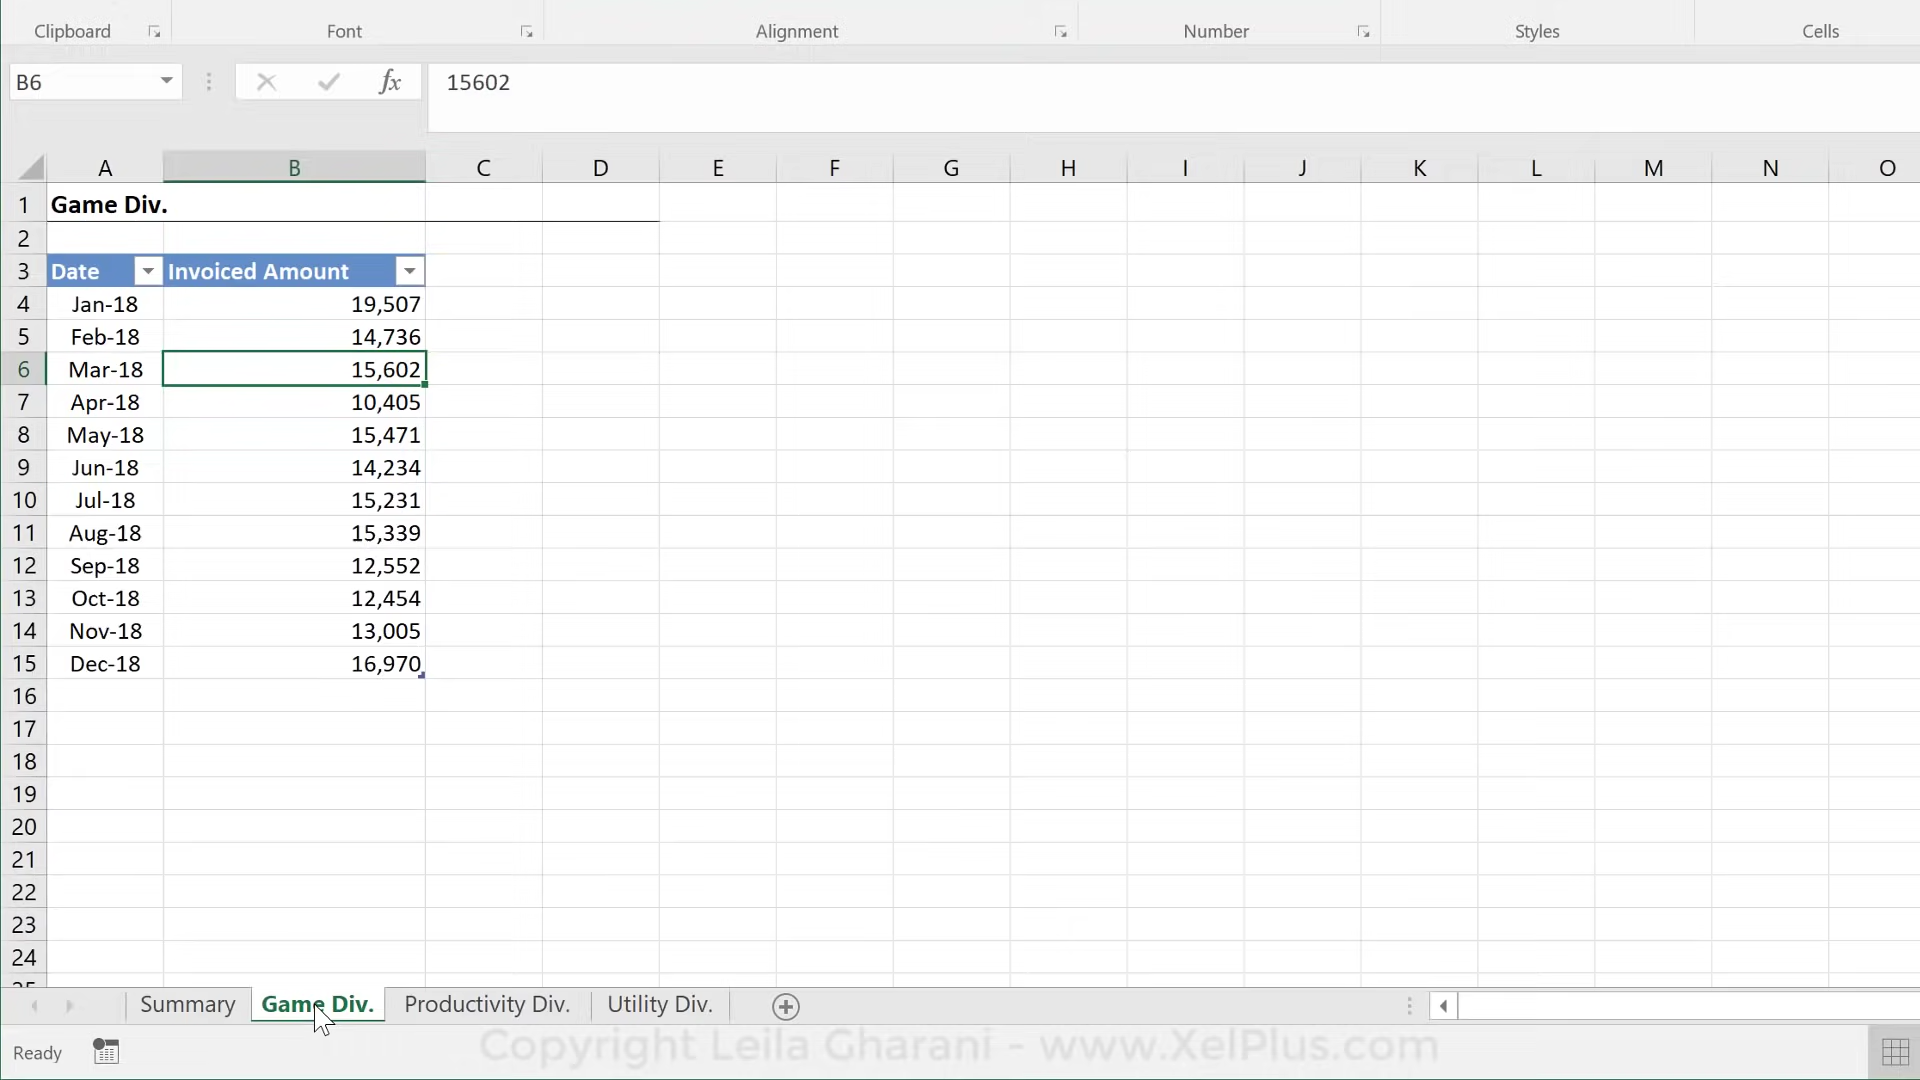 Clipboard Font Alignment Number Styles Cells
B6 fx 15602
A B C D E F G H I J K L M N O
1 Game Div.
2
3 Date Invoiced Amount
4 Jan-18 19,507
5 Feb-18 14,736
6 Mar-18 15,602
7 Apr-18 10,405
8 May-18 15,471
9 Jun-18 14,234
10 Jul-18 15,231
11 Aug-18 15,339
12 Sep-18 12,552
13 Oct-18 12,454
14 Nov-18 13,005
15 Dec-18 16,970
16
17
18
19
20
21
22
23
24
Summary Game Div. Productivity Div. Utility Div.
Ready Copyright Leila Gharani - www.XelPlus.com